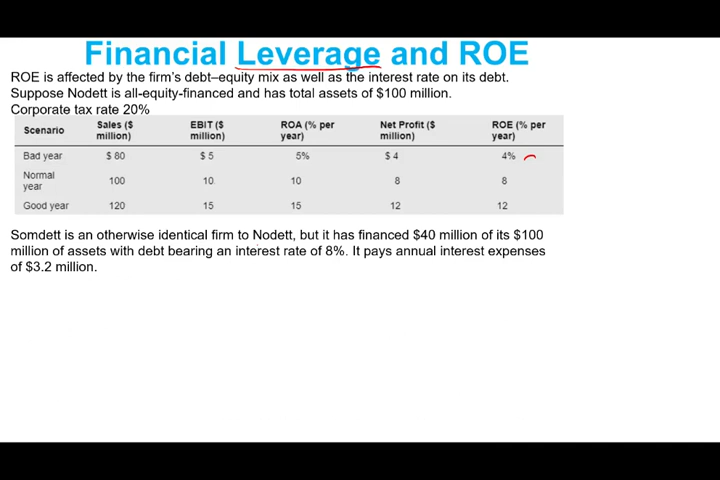 Financial Leverage and ROE
ROE is affected by the firm's debt–equity mix as well as the interest rate on its debt.
Suppose Nodett is all-equity-financed and has total assets of $100 million.
Corporate tax rate 20%
Scenario Sales ($ million) EBIT ($ million) ROA (% per year) Net Profit ($ million) ROE (% per year)
Bad year $ 80 $ 5 5% $ 4 4%
Normal year 100 10 10 8 8
Good year 120 15 15 12 12
Somdett is an otherwise identical firm to Nodett, but it has financed $40 million of its $100
million of assets with debt bearing an interest rate of 8%. It pays annual interest expenses
of $3.2 million.